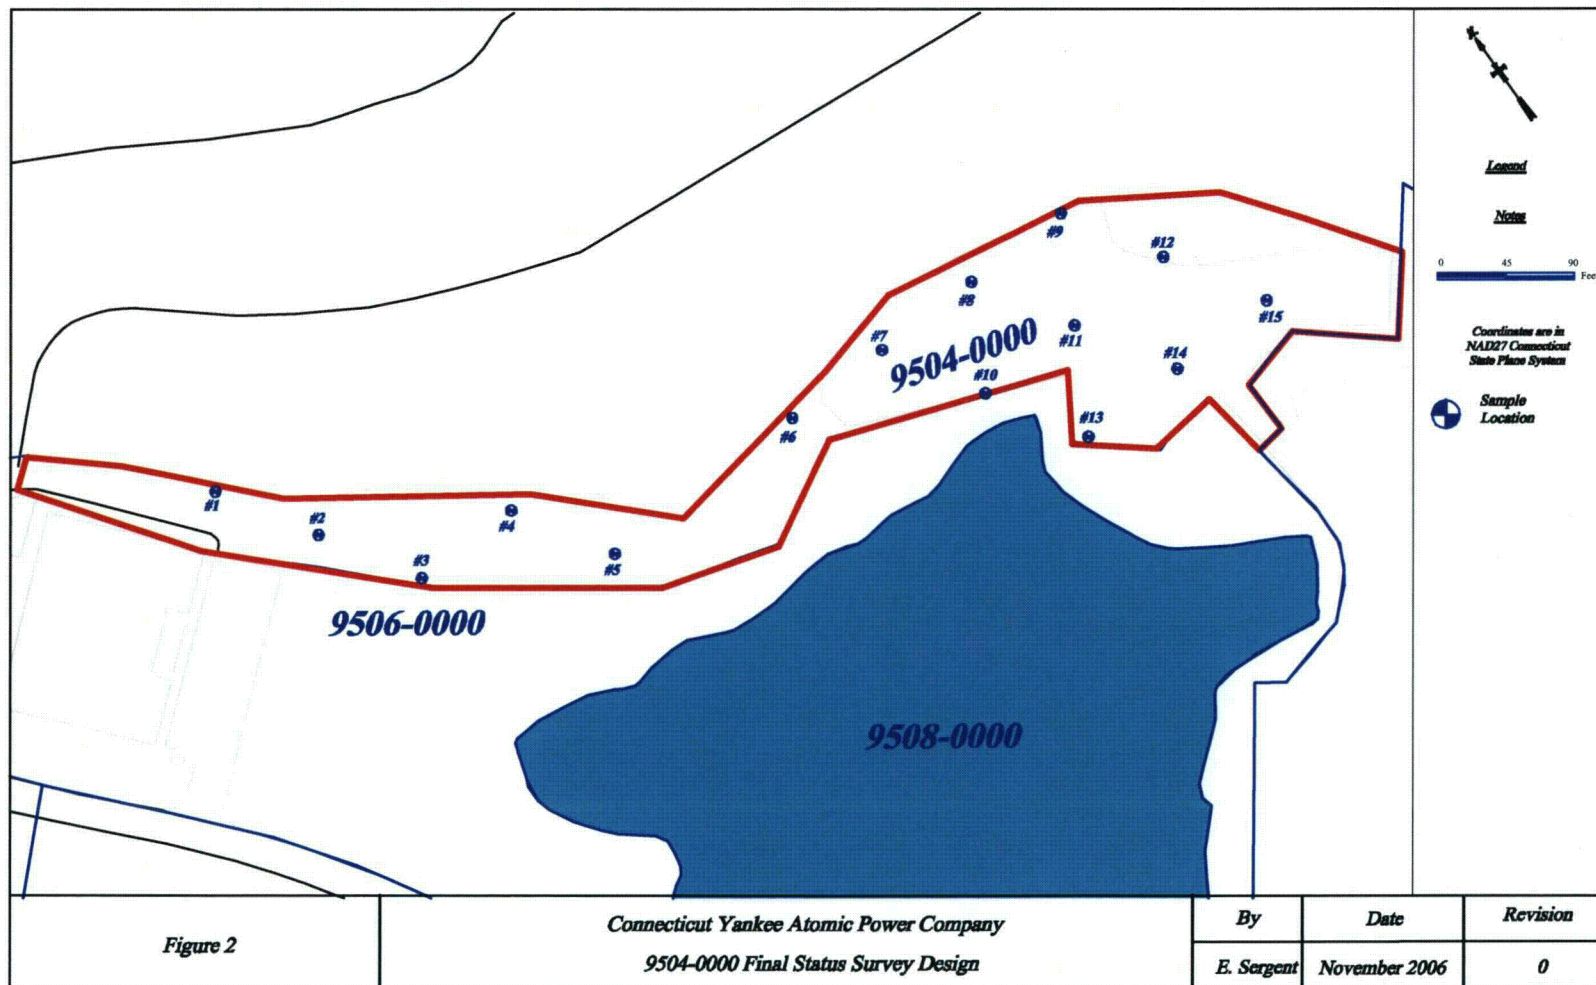 Legend
Notes
0 45 90
Fee
Coordinates are in
NAD27 Connecticut
State Plane System
Sample
Location
#9
#12
#8
#15
#7
9504-0000
#11
#14
#10
#6
#13
#1
#4
#2
#5
#3
9506-0000
9508-0000
Figure 2
Connecticut Yankee Atomic Power Company
9504-0000 Final Status Survey Design
By
Date
Revision
E. Sergent
November 2006
0